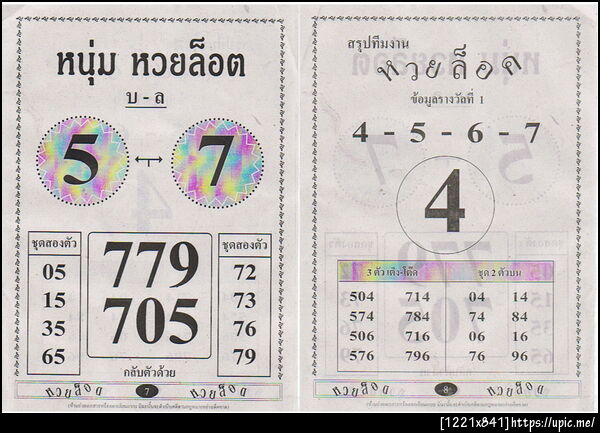 หนุ่ม หวยล็อต
บ - ล
5 ↔ 7
ชุดสองตัว
05
15
35
65
779
705
กลับตัวด้วย
ชุดสองตัว
72
73
76
79
หวยล็อต 7 หวยล็อต
สรุปทีมงาน
หวยล็อต
ข้อมูลรางวัลที่ 1
4 - 5 - 6 - 7
4
3 ตัว เต็ง-โต๊ด ชุด 2 ตัวบน
504 714 04 14
574 784 74 84
506 716 06 16
576 796 76 96
หวยล็อต 8 หวยล็อต
[1221x841]https://upic.me/